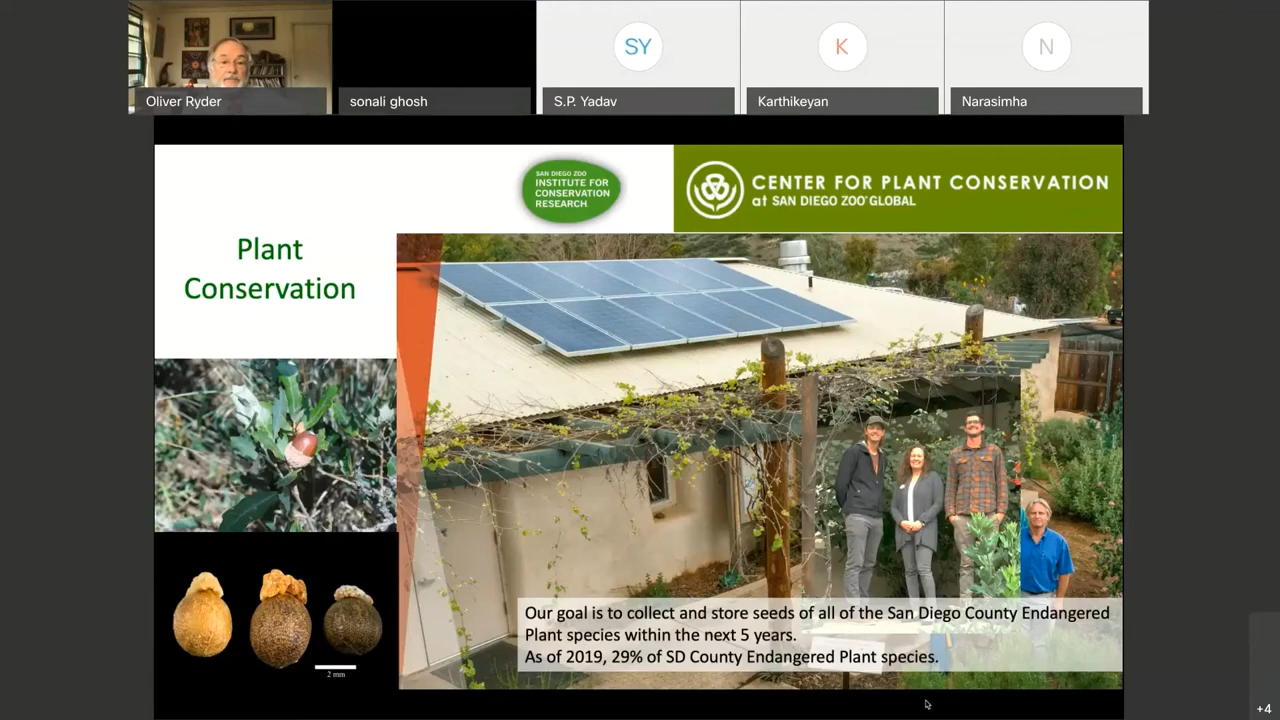 SY
K
N
Oliver Ryder
sonali ghosh
S.P. Yadav
Karthikeyan
Narasimha
SAN DIEGO ZOO
INSTITUTE FOR
CONSERVATION
RESEARCH
CENTER FOR PLANT CONSERVATION
at SAN DIEGO ZOO GLOBAL
Plant
Conservation
2 mm
Our goal is to collect and store seeds of all of the San Diego County Endangered
Plant species within the next 5 years.
As of 2019, 29% of SD County Endangered Plant species.
+4